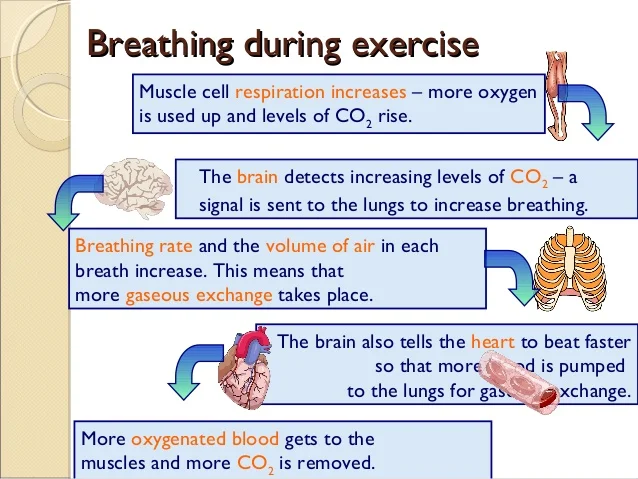 Breathing during exercise
Muscle cell respiration increases – more oxygen
is used up and levels of CO2 rise.
The brain detects increasing levels of CO2 – a
signal is sent to the lungs to increase breathing.
Breathing rate and the volume of air in each
breath increase. This means that
more gaseous exchange takes place.
The brain also tells the heart to beat faster
so that more is pumped
to the lungs for exchange.
More oxygenated blood gets to the
muscles and more CO2 is removed.